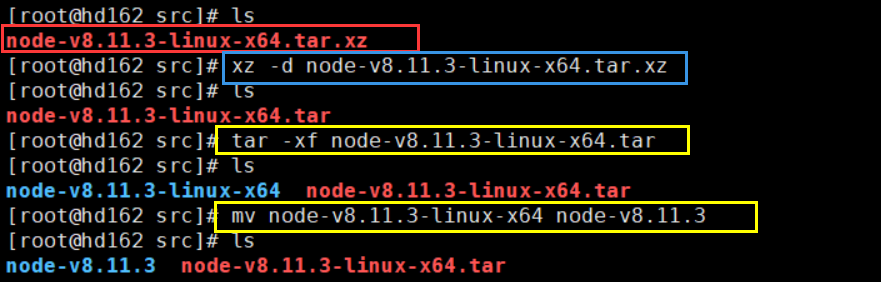 [root@hd162 src]# ls
node-v8.11.3-linux-x64.tar.xz
[root@hd162 src]# xz -d node-v8.11.3-linux-x64.tar.xz
[root@hd162 src]# ls
node-v8.11.3-linux-x64.tar
[root@hd162 src]# tar -xf node-v8.11.3-linux-x64.tar
[root@hd162 src]# ls
node-v8.11.3-linux-x64  node-v8.11.3-linux-x64.tar
[root@hd162 src]# mv node-v8.11.3-linux-x64 node-v8.11.3
[root@hd162 src]# ls
node-v8.11.3  node-v8.11.3-linux-x64.tar